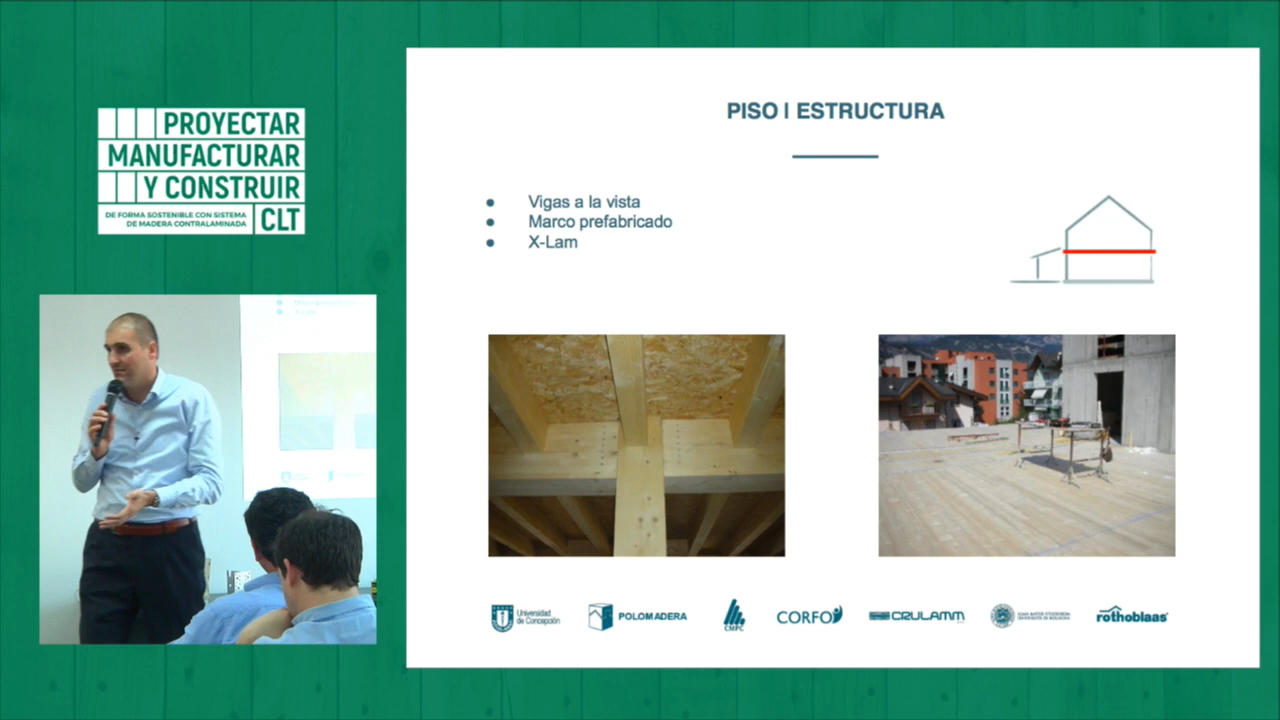 PROYECTAR
MANUFACTURAR
Y CONSTRUIR
DE FORMA SOSTENIBLE CON SISTEMA
DE MADERA CONTRALAMINADA
CLT
PISO | ESTRUCTURA
● Vigas a la vista
● Marco prefabricado
● X-Lam
Universidad
de Concepción
POLOMADERA
CMPC
CORFO
CRULAMM
rothoblaas